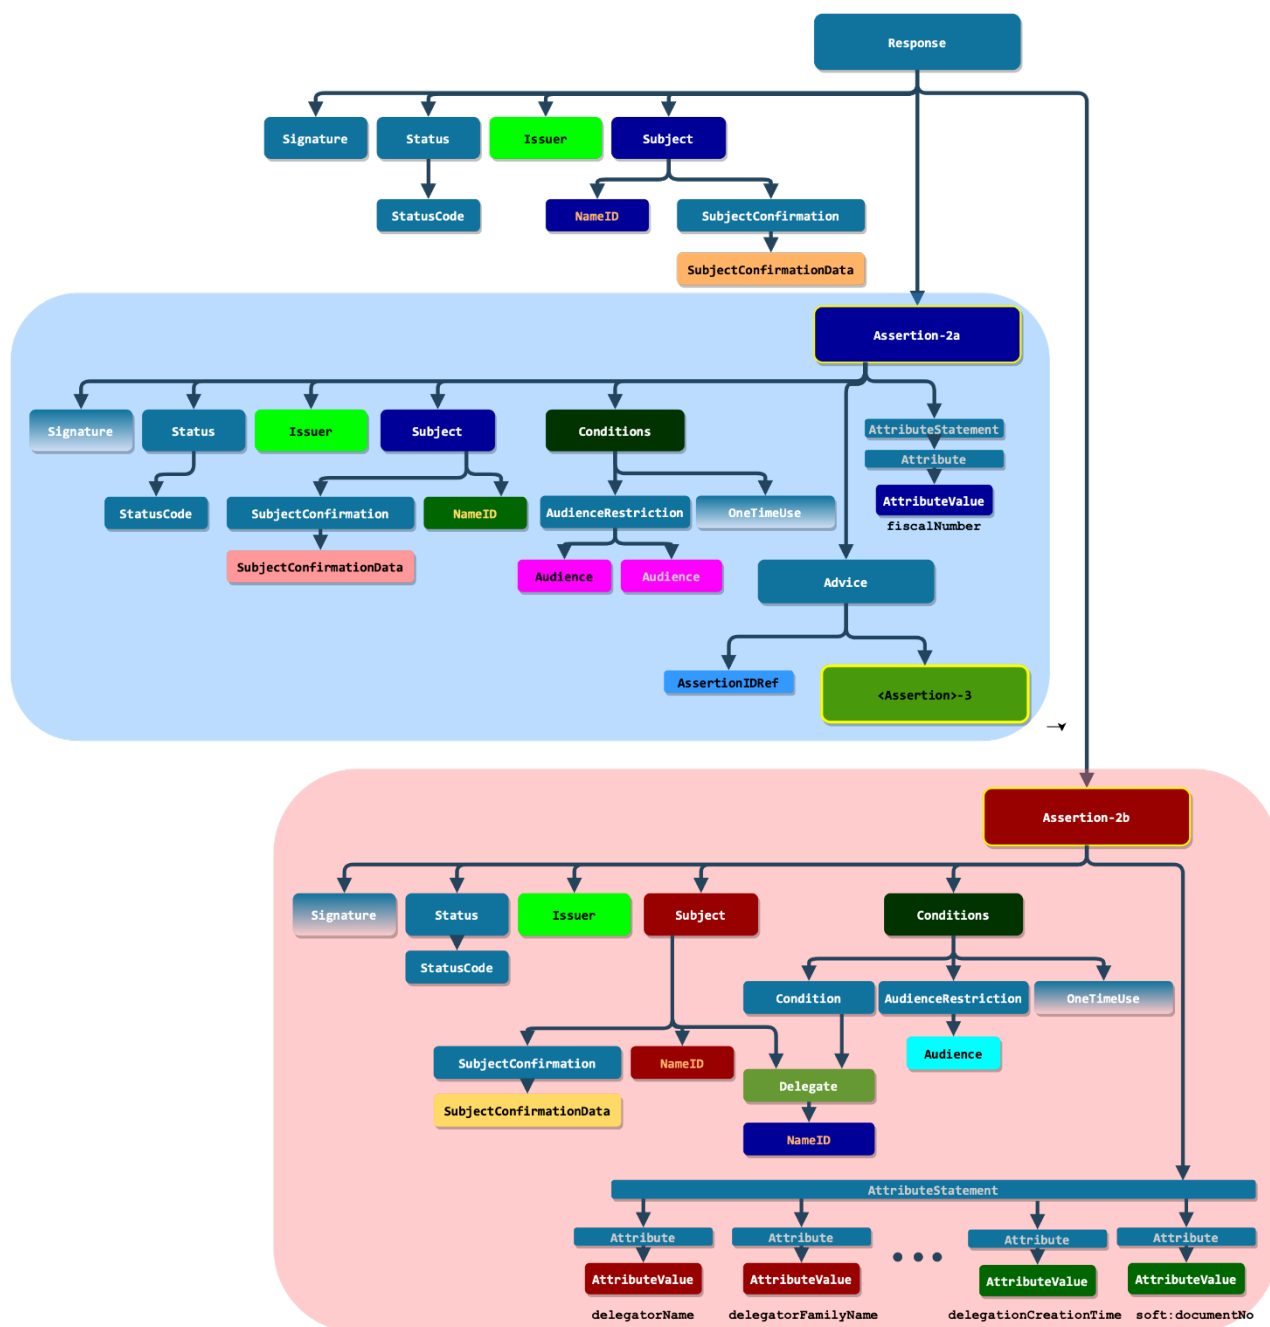 Response
Signature
Status
Issuer
Subject
StatusCode
NameID
SubjectConfirmation
SubjectConfirmationData
Assertion-2a
Signature
Status
Issuer
Subject
Conditions
AttributeStatement
Attribute
AttributeValue
fiscalNumber
StatusCode
SubjectConfirmation
NameID
AudienceRestriction
OneTimeUse
SubjectConfirmationData
Audience
Audience
Advice
AssertionIDRef
<Assertion>-3
Assertion-2b
Signature
Status
Issuer
Subject
Conditions
StatusCode
Condition
AudienceRestriction
OneTimeUse
SubjectConfirmation
NameID
Audience
Delegate
SubjectConfirmationData
NameID
AttributeStatement
Attribute
Attribute
Attribute
Attribute
AttributeValue
AttributeValue
AttributeValue
AttributeValue
delegatorName
delegatorFamilyName
delegationCreationTime
soft:documentNo